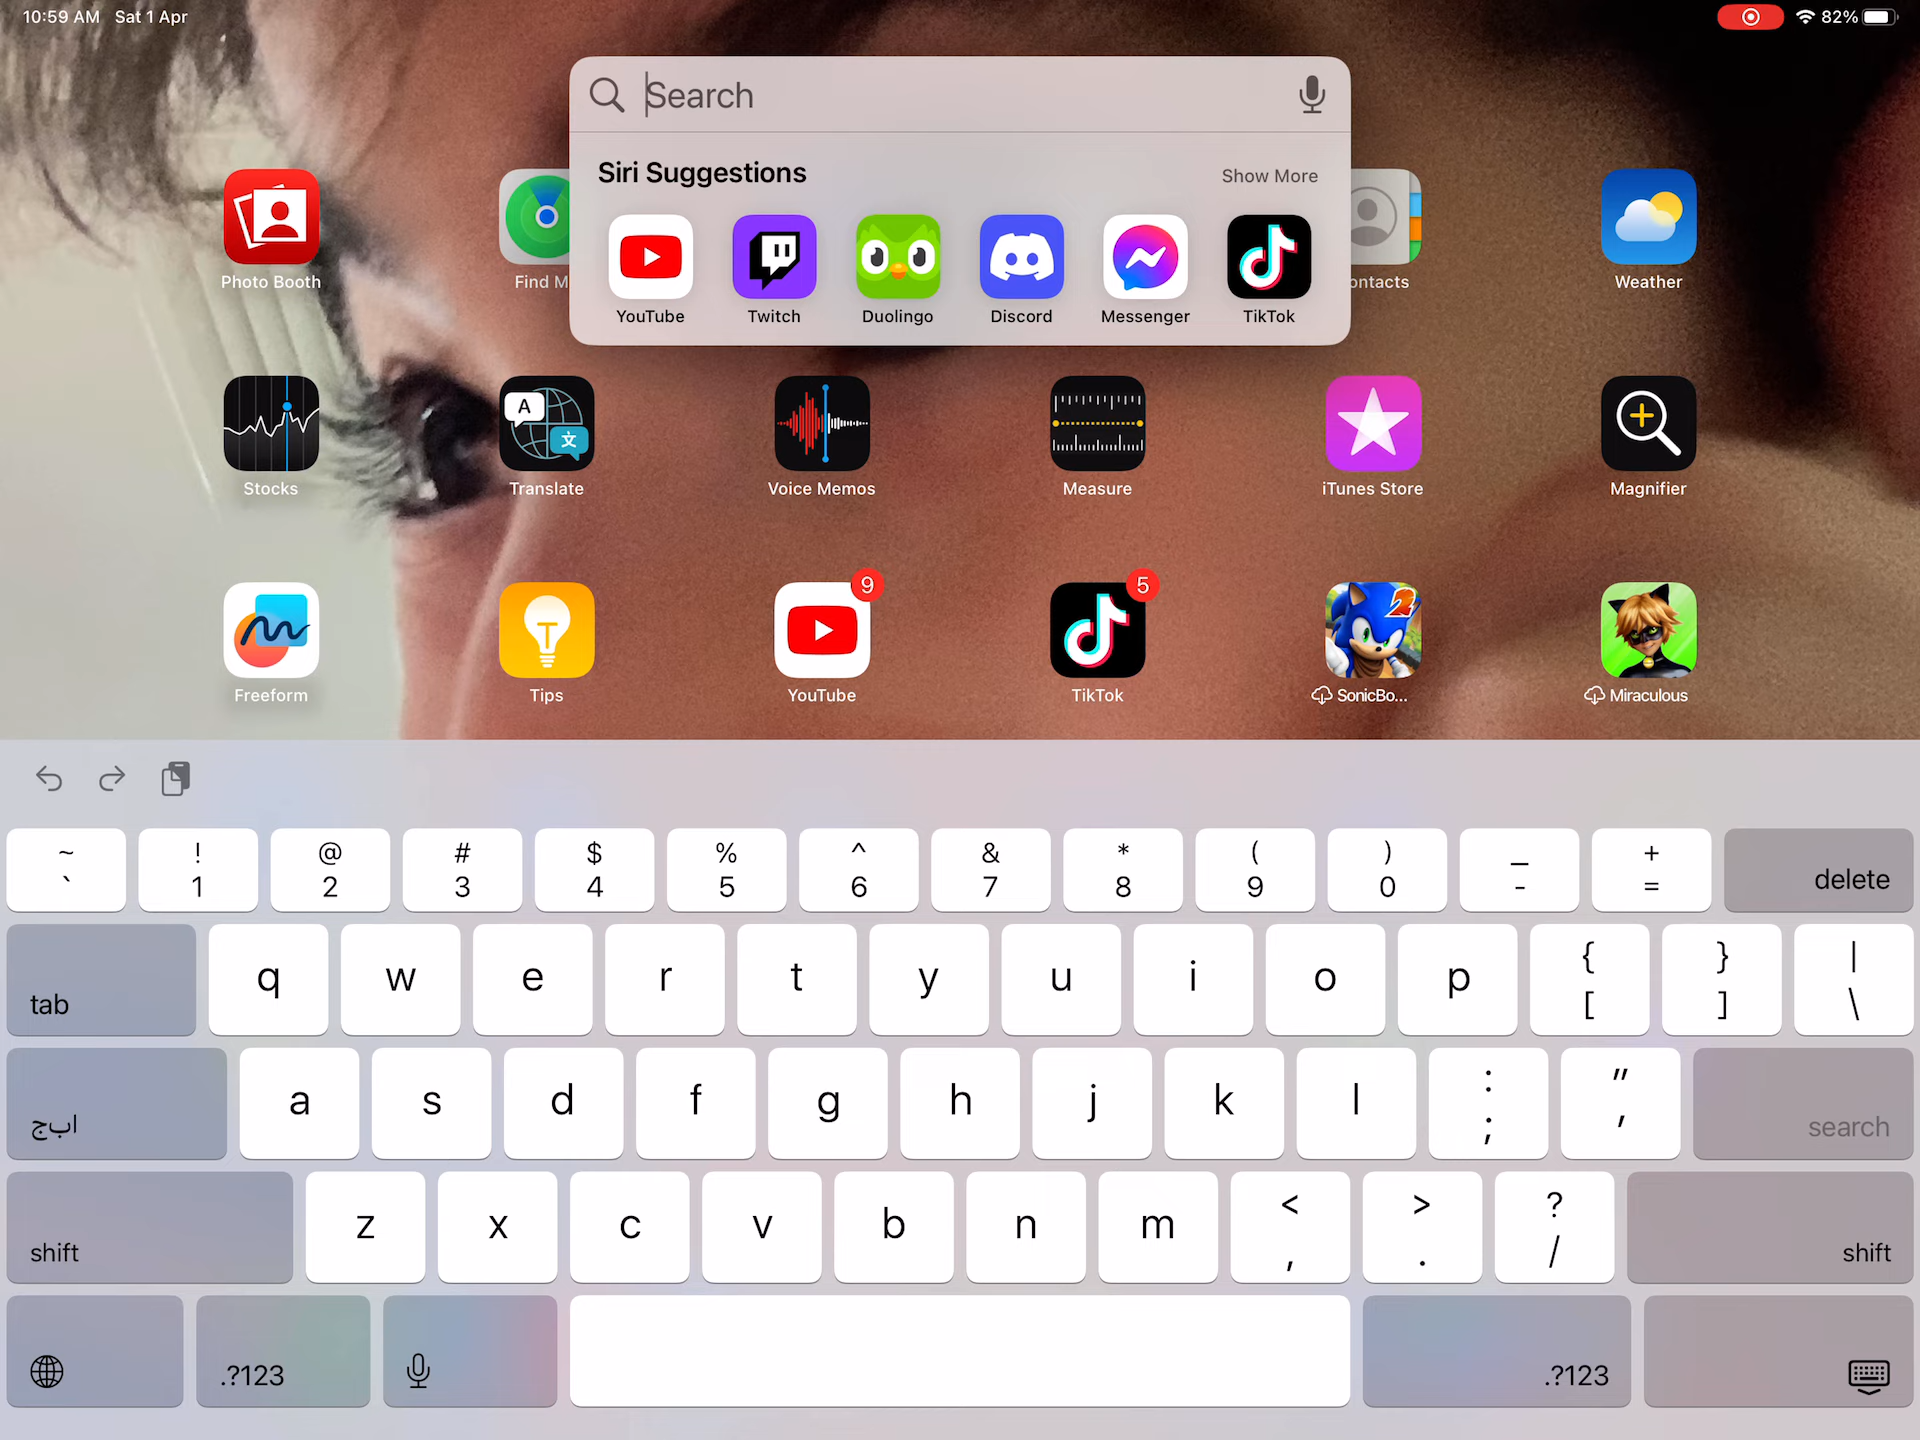 10:59 AM Sat 1 Apr
82%
Search
Siri Suggestions
Show More
YouTube Twitch Duolingo Discord Messenger TikTok
Photo Booth Find M ontacts Weather
Stocks Translate Voice Memos Measure iTunes Store Magnifier
9 5 2
Freeform Tips YouTube TikTok SonicBo... Miraculous
~ ! @ # $ % ^ & * ( ) _ +
` 1 2 3 4 5 6 7 8 9 0 - = delete
tab q w e r t y u i o p { [ } ] | \
ابج a s d f g h j k l : ; " ' search
shift z x c v b n m < , > . ? / shift
.?123 .?123